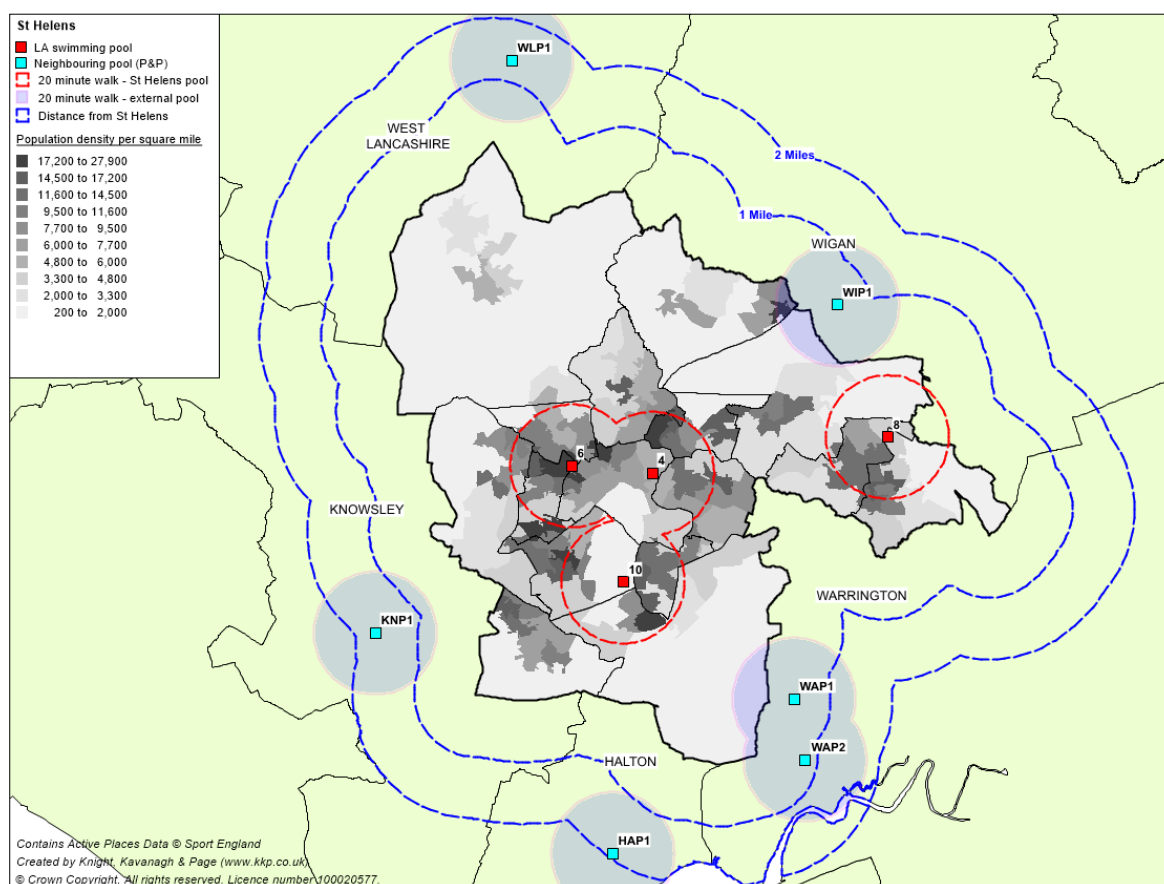 St Helens
LA swimming pool
Neighbouring pool (P&P)
20 minute walk - St Helens pool
20 minute walk - external pool
Distance from St Helens
Population density per square mile
17,200 to 27,900
14,500 to 17,200
11,600 to 14,500
9,500 to 11,600
7,700 to 9,500
6,000 to 7,700
4,800 to 6,000
3,300 to 4,800
2,000 to 3,300
200 to 2,000
WLP1
WEST
LANCASHIRE
2 Miles
1 Mile
WIGAN
WIP1
8
6
4
KNOWSLEY
10
WARRINGTON
KNP1
WAP1
WAP2
HALTON
HAP1
Contains Active Places Data © Sport England
Created by Knight, Kavanagh & Page (www.kkp.co.uk)
© Crown Copyright. All rights reserved. Licence number 100020577.